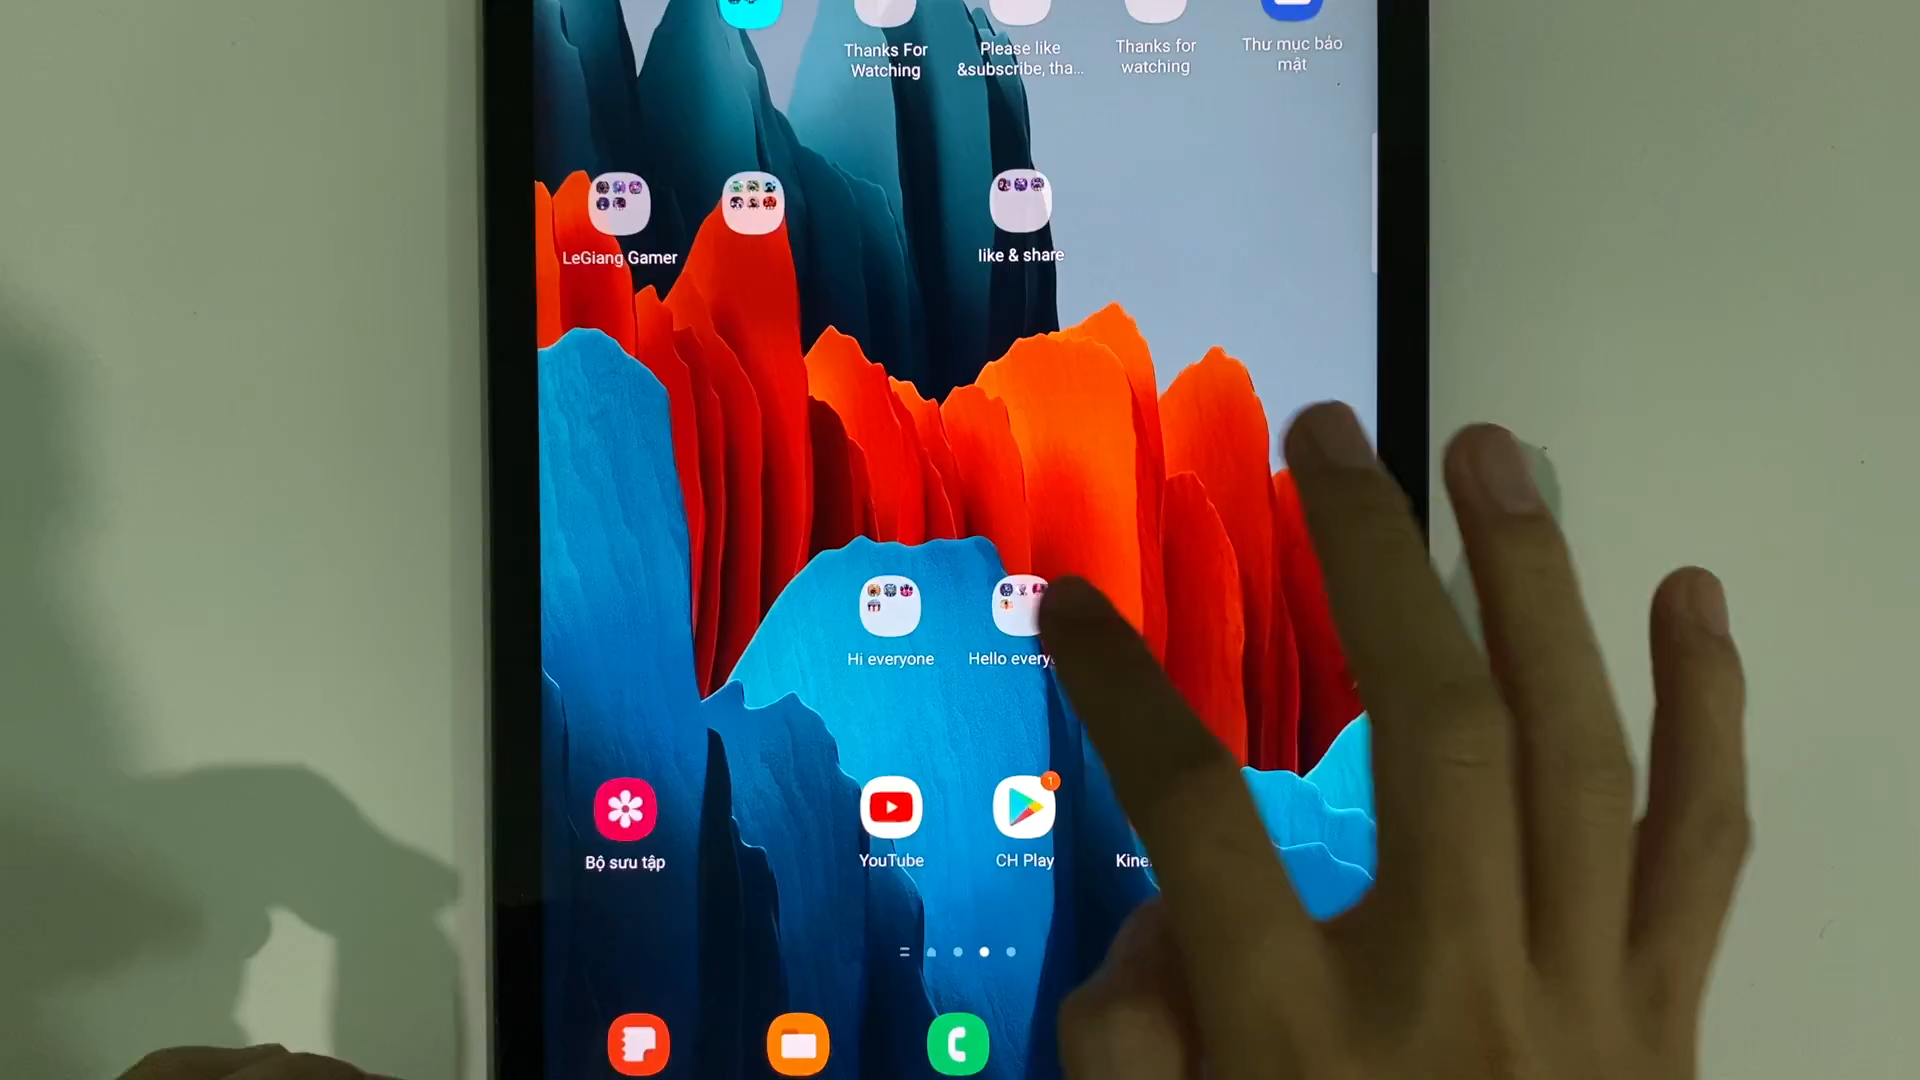 Thanks For
Watching
Please like
&subscribe, tha...
Thanks for
watching
Thư mục bảo
mật
LeGiang Gamer
like & share
Hi everyone
Hello every
1
Bộ sưu tập
YouTube
CH Play
Kine